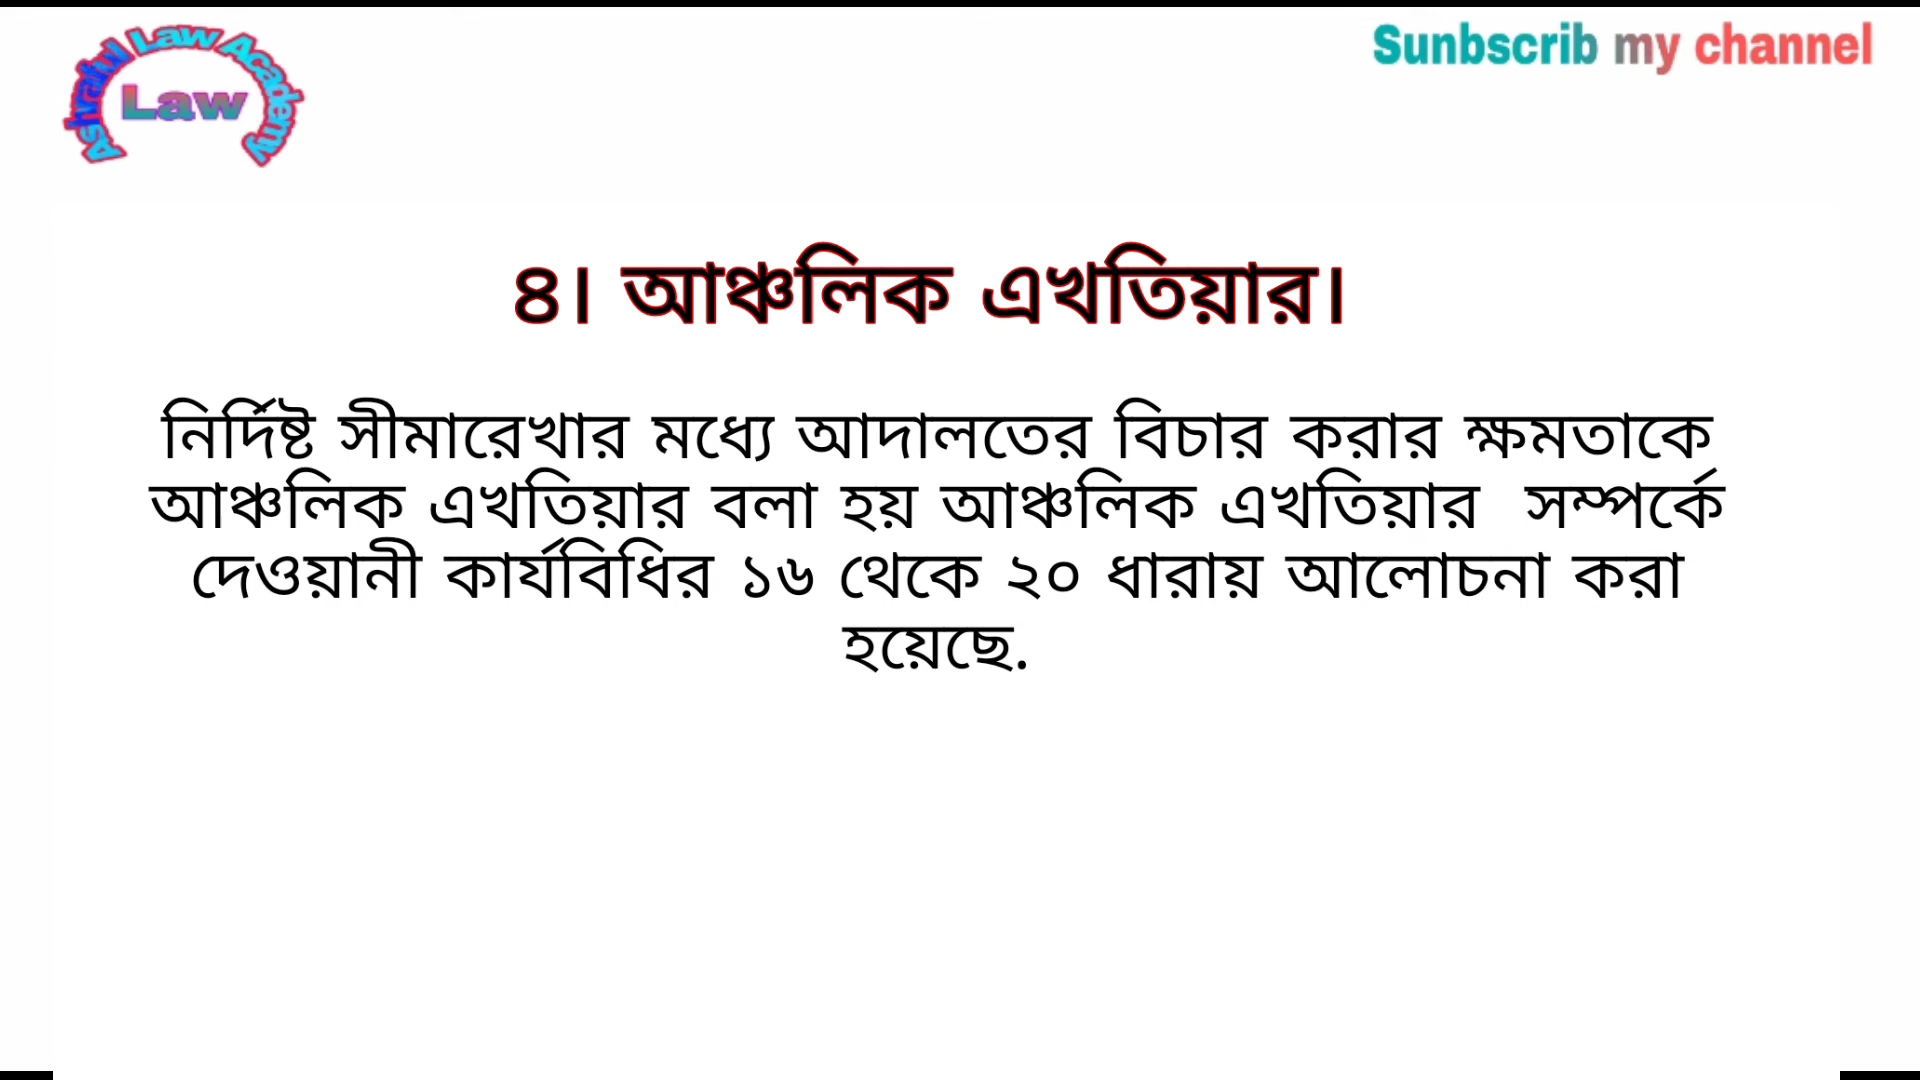 Ashraful Law Academy
Law
Sunbscrib my channel
৪। আঞ্চলিক এখতিয়ার।
নির্দিষ্ট সীমারেখার মধ্যে আদালতের বিচার করার ক্ষমতাকে
আঞ্চলিক এখতিয়ার বলা হয় আঞ্চলিক এখতিয়ার  সম্পর্কে
দেওয়ানী কার্যবিধির ১৬ থেকে ২০ ধারায় আলোচনা করা
হয়েছে.